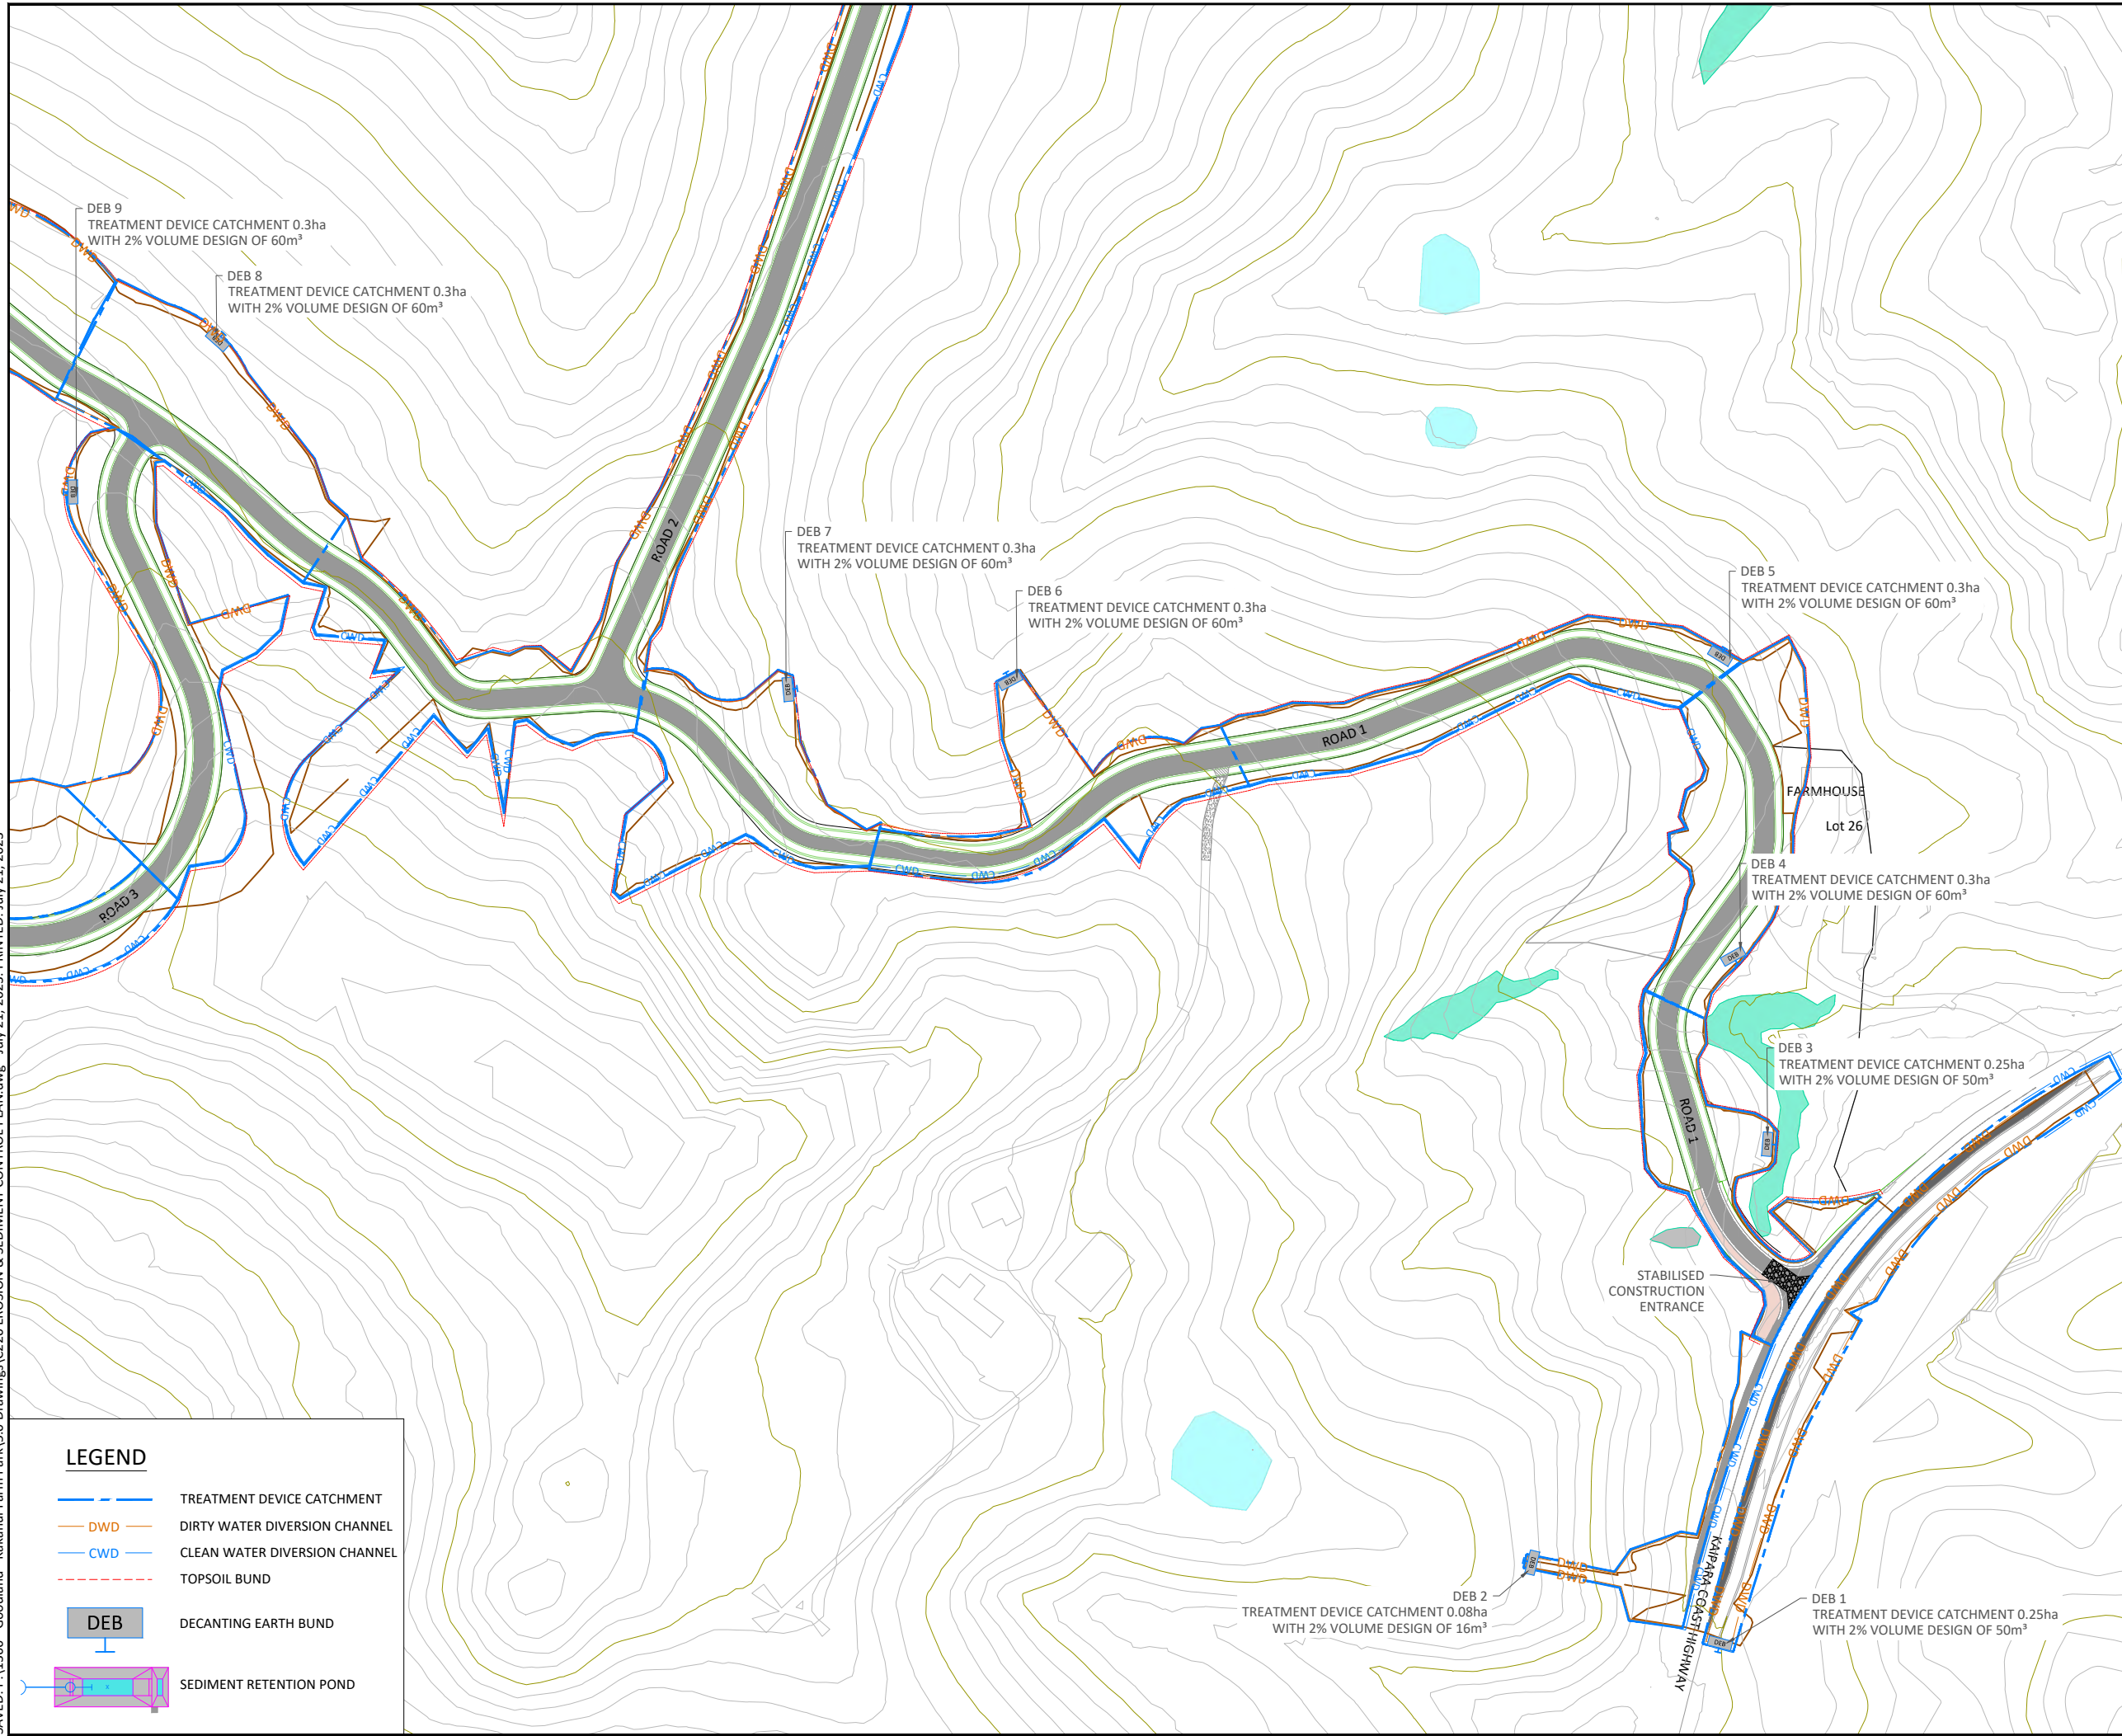 DEB 9
TREATMENT DEVICE CATCHMENT 0.3ha
WITH 2% VOLUME DESIGN OF 60m³
DEB 8
TREATMENT DEVICE CATCHMENT 0.3ha
WITH 2% VOLUME DESIGN OF 60m³
ROAD 2
DEB 7
TREATMENT DEVICE CATCHMENT 0.3ha
WITH 2% VOLUME DESIGN OF 60m³
DEB 6
TREATMENT DEVICE CATCHMENT 0.3ha
WITH 2% VOLUME DESIGN OF 60m³
DEB 5
TREATMENT DEVICE CATCHMENT 0.3ha
WITH 2% VOLUME DESIGN OF 60m³
ROAD 1
FARMHOUSE
Lot 26
DEB 4
TREATMENT DEVICE CATCHMENT 0.3ha
WITH 2% VOLUME DESIGN OF 60m³
ROAD 3
DEB 3
TREATMENT DEVICE CATCHMENT 0.25ha
WITH 2% VOLUME DESIGN OF 50m³
ROAD 1
STABILISED
CONSTRUCTION
ENTRANCE
KAIPARA COAST HIGHWAY
DEB 2
TREATMENT DEVICE CATCHMENT 0.08ha
WITH 2% VOLUME DESIGN OF 16m³
DEB 1
TREATMENT DEVICE CATCHMENT 0.25ha
WITH 2% VOLUME DESIGN OF 50m³
LEGEND
TREATMENT DEVICE CATCHMENT
DWD
DIRTY WATER DIVERSION CHANNEL
CWD
CLEAN WATER DIVERSION CHANNEL
TOPSOIL BUND
DEB
DECANTING EARTH BUND
SEDIMENT RETENTION POND